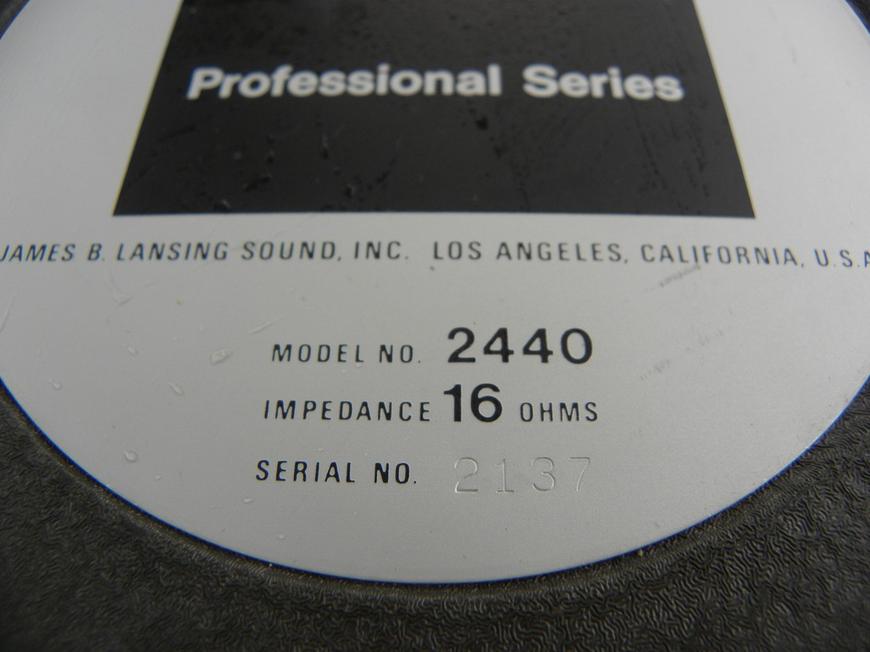 Professional Series
JAMES B. LANSING SOUND, INC. LOS ANGELES, CALIFORNIA, U.S.A
MODEL NO. 2440
IMPEDANCE 16 OHMS
SERIAL NO. 2137